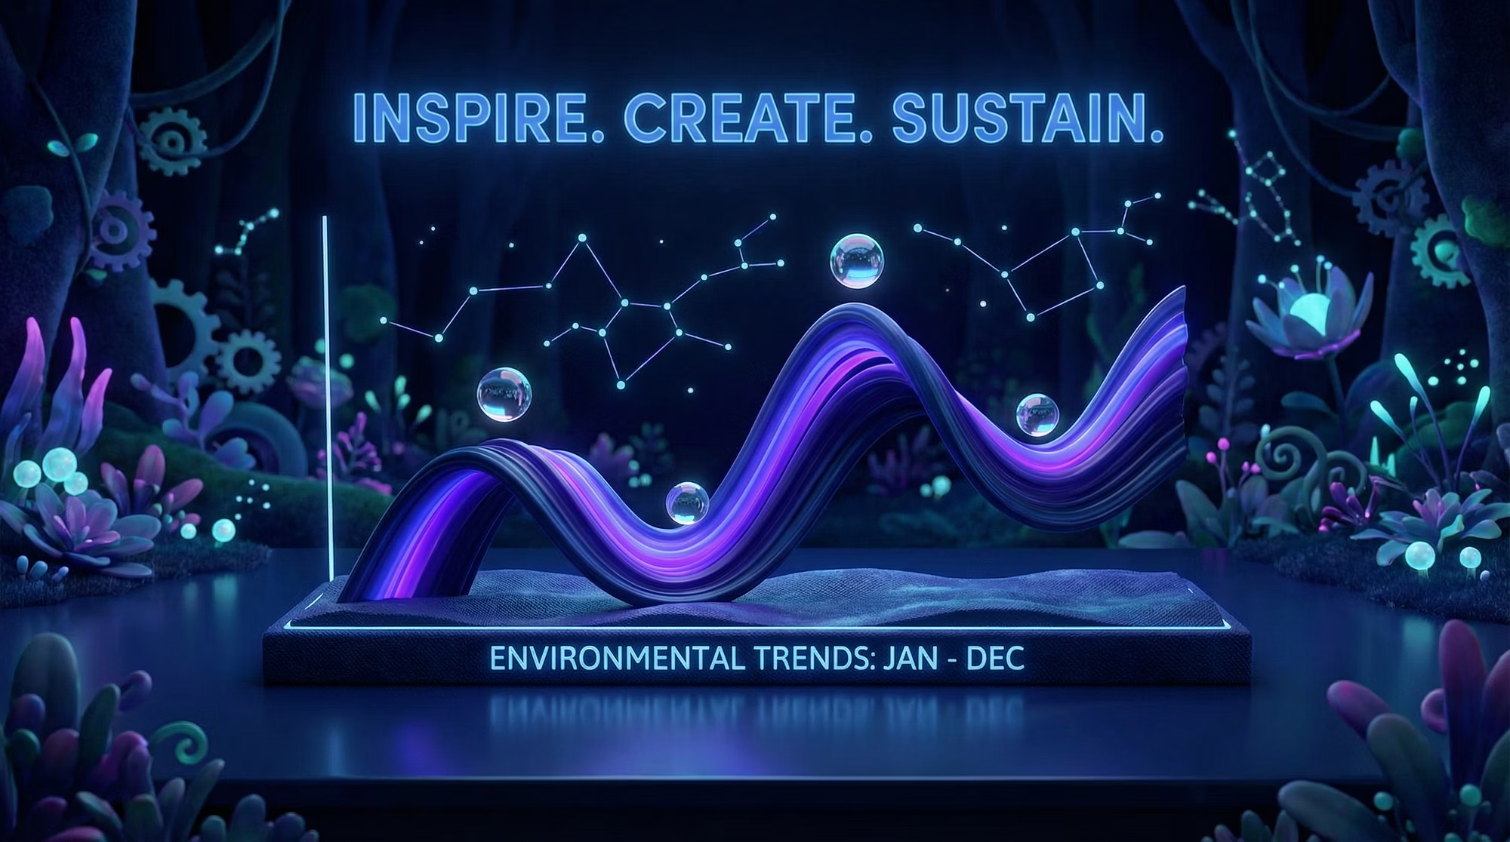 INSPIRE. CREATE. SUSTAIN.
ENVIRONMENTAL TRENDS: JAN - DEC